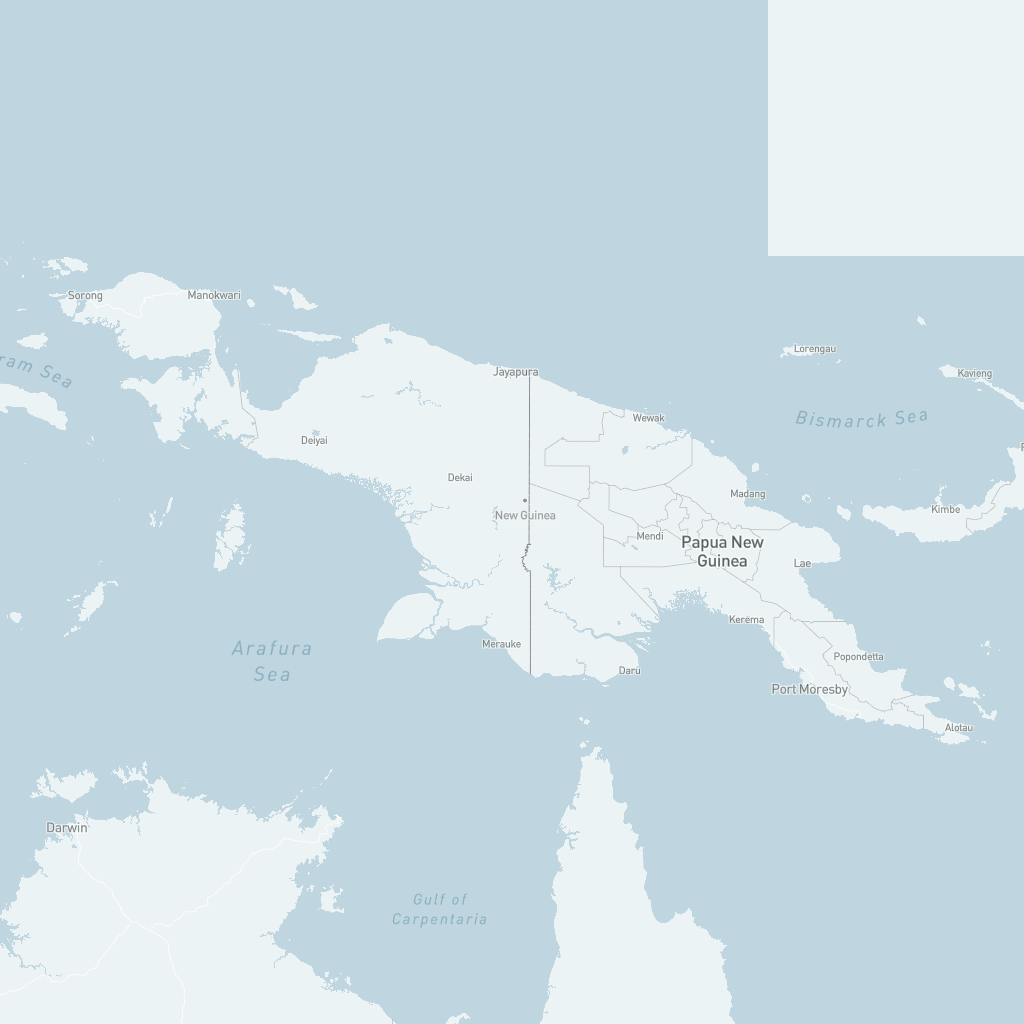 Sorong
Manokwari
ram Sea
Lorengau
Jayapura
Kavieng
Bismarck Sea
Wewak
Deiyai
Dekai
Madang
Kimbe
New Guinea
Mendi
Papua New
Guinea
Lae
Kerema
Merauke
Arafura
Sea
Daru
Popondetta
Port Moresby
Alotau
Darwin
Gulf of
Carpentaria